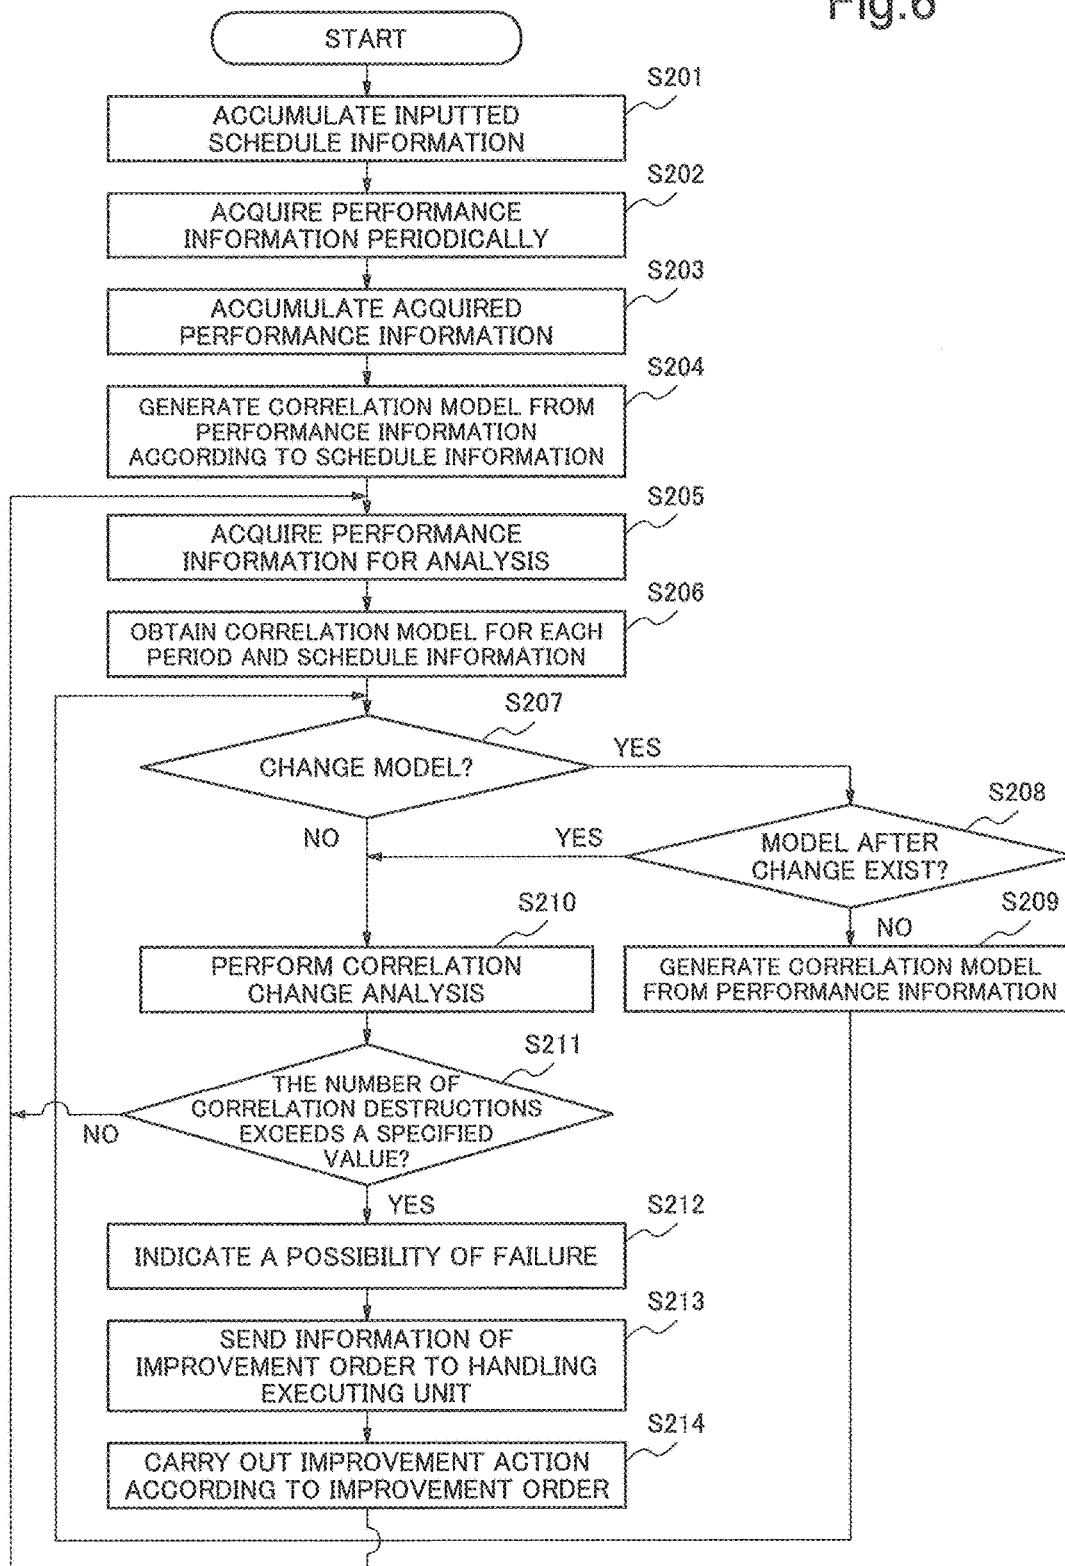 Fig.6
START
S201
ACCUMULATE INPUTTED
SCHEDULE INFORMATION
S202
ACQUIRE PERFORMANCE
INFORMATION PERIODICALLY
S203
ACCUMULATE ACQUIRED
PERFORMANCE INFORMATION
S204
GENERATE CORRELATION MODEL FROM
PERFORMANCE INFORMATION
ACCORDING TO SCHEDULE INFORMATION
S205
ACQUIRE PERFORMANCE
INFORMATION FOR ANALYSIS
S206
OBTAIN CORRELATION MODEL FOR EACH
PERIOD AND SCHEDULE INFORMATION
S207
CHANGE MODEL?
YES
NO
S208
MODEL AFTER
CHANGE EXIST?
YES
NO
S209
GENERATE CORRELATION MODEL
FROM PERFORMANCE INFORMATION
S210
PERFORM CORRELATION
CHANGE ANALYSIS
S211
THE NUMBER OF
CORRELATION DESTRUCTIONS
EXCEEDS A SPECIFIED
VALUE?
NO
YES
S212
INDICATE A POSSIBILITY OF FAILURE
S213
SEND INFORMATION OF
IMPROVEMENT ORDER TO HANDLING
EXECUTING UNIT
S214
CARRY OUT IMPROVEMENT ACTION
ACCORDING TO IMPROVEMENT ORDER